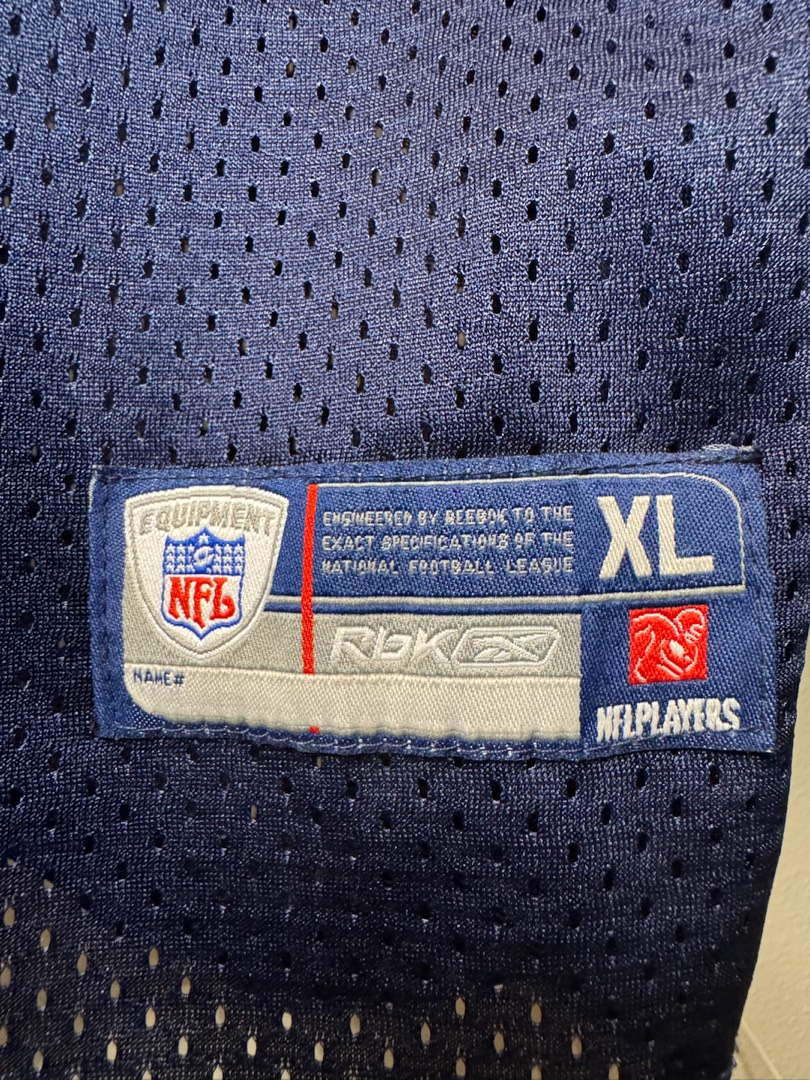 EQUIPMENT
NFL
ENGINEERED BY REEBOK TO THE
EXACT SPECIFICATIONS OF THE
NATIONAL FOOTBALL LEAGUE
XL
RbK
NAME#
NFLPLAYERS